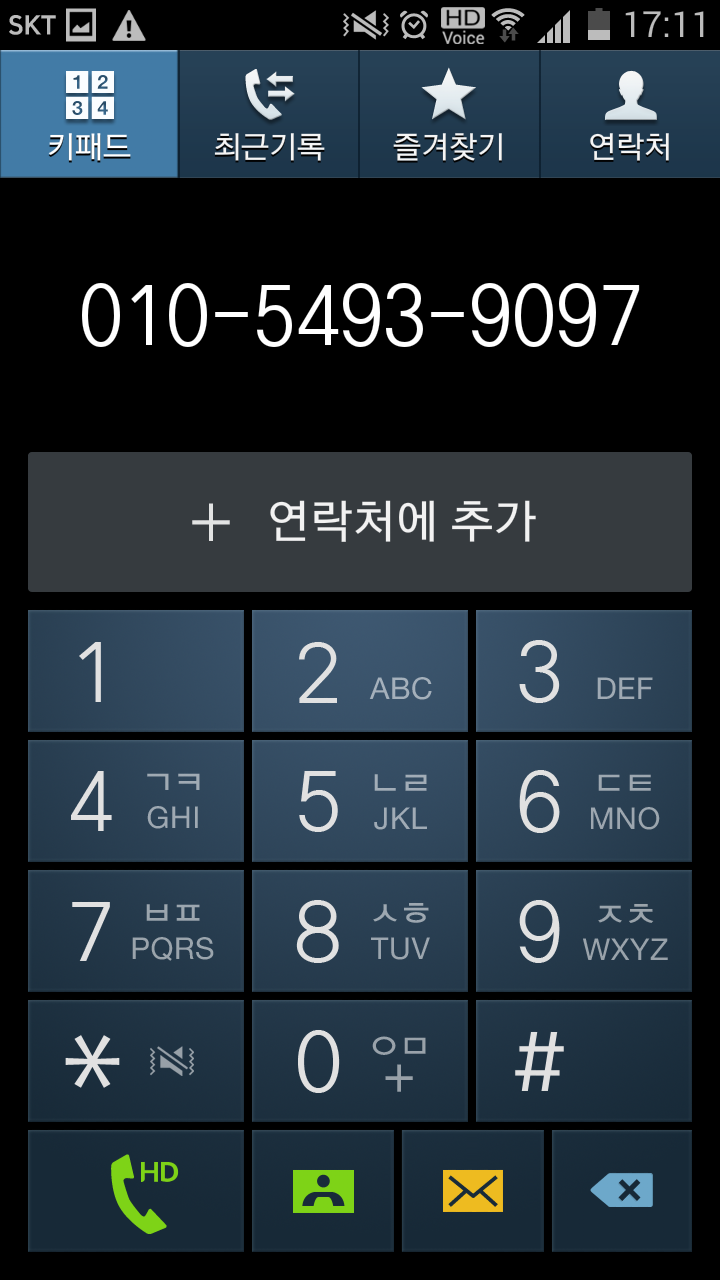 SKT HD Voice 17:11
1 2
3 4
키패드 최근기록 즐겨찾기 연락처
010-5493-9097
+ 연락처에 추가
1 2 ABC 3 DEF
4 ㄱㅋ GHI 5 ㄴㄹ JKL 6 ㄷㅌ MNO
7 ㅂㅍ PQRS 8 ㅅㅎ TUV 9 ㅈㅊ WXYZ
* 0 ㅇㅁ + #
HD